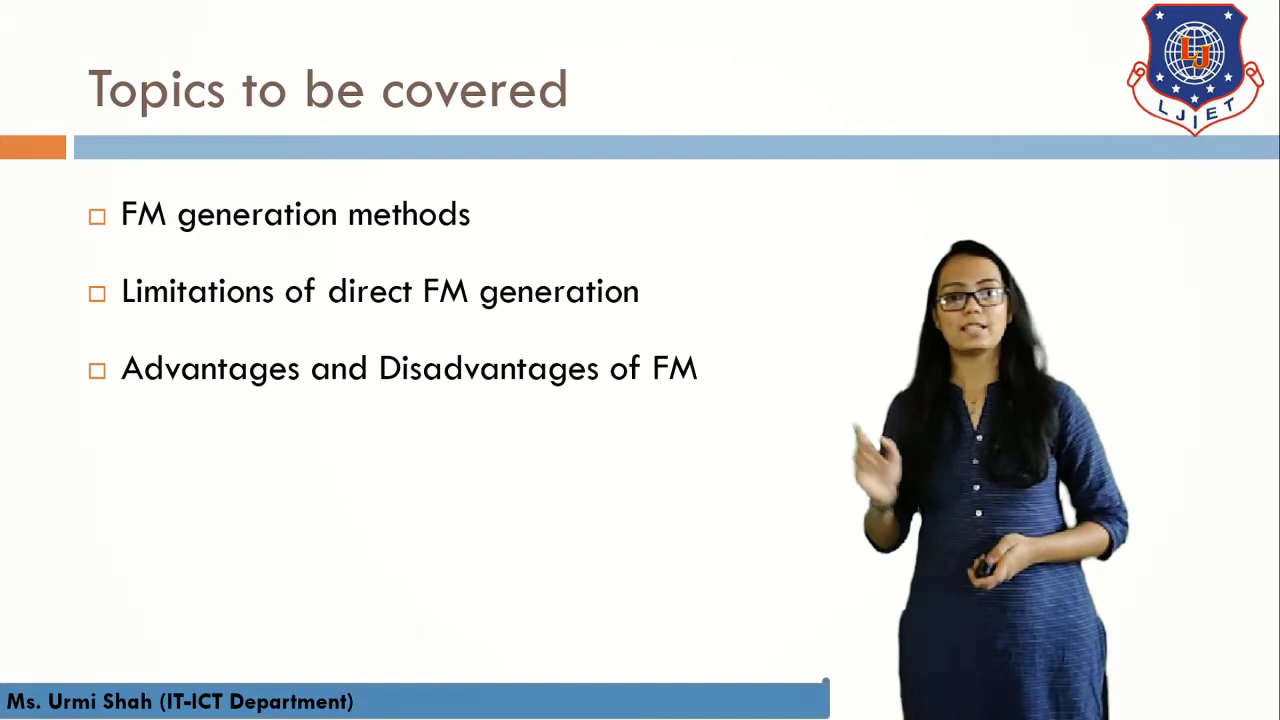 Topics to be covered
LJ
LJIET
FM generation methods
Limitations of direct FM generation
Advantages and Disadvantages of FM
Ms. Urmi Shah (IT-ICT Department)